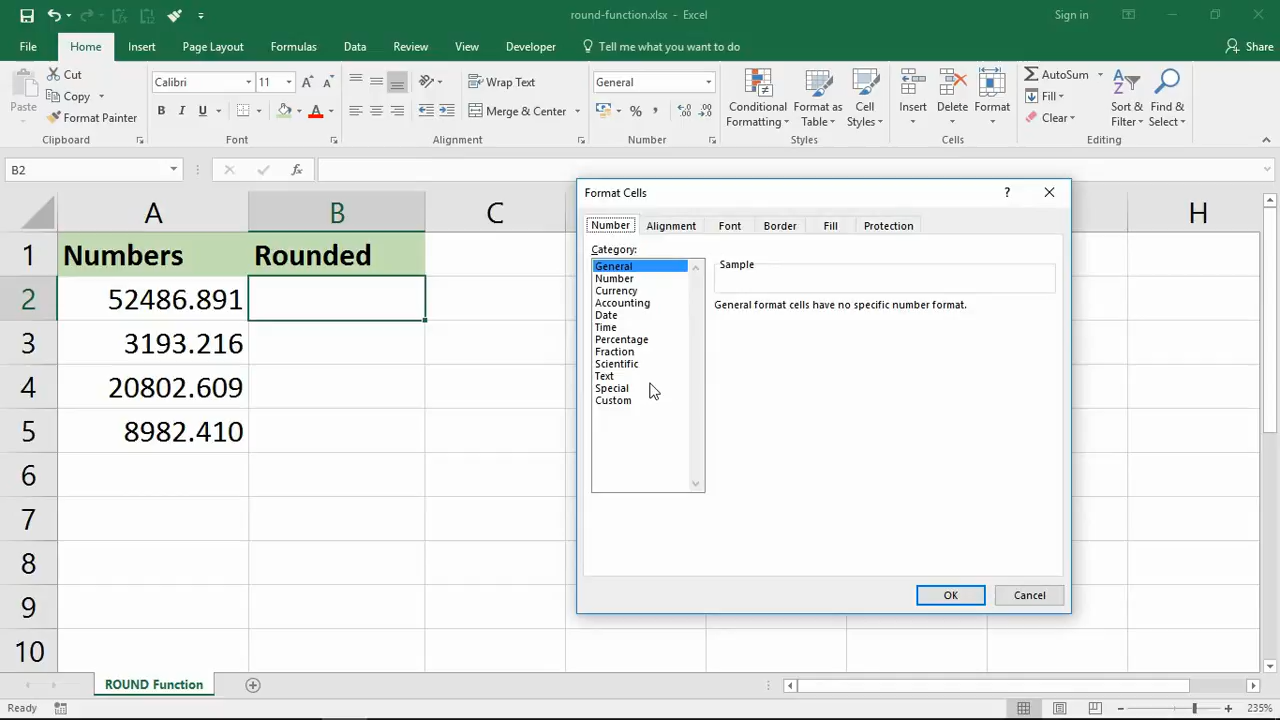 round-function.xlsx - Excel
Sign in
File Home Insert Page Layout Formulas Data Review View Developer Tell me what you want to do Share
Paste
Cut
Copy
Format Painter
Clipboard
Calibri 11
B I U A
Font
Wrap Text
Merge & Center
Alignment
General
%
Number
Conditional Formatting
Format as Table
Cell Styles
Styles
Insert Delete Format
Cells
AutoSum
Fill
Clear
Sort & Filter
Find & Select
Editing
B2
fx
A B C H
1 Numbers Rounded
2 52486.891
3 3193.216
4 20802.609
5 8982.410
6
7
8
9
10
Format Cells
?
Number Alignment Font Border Fill Protection
Category:
General
Number
Currency
Accounting
Date
Time
Percentage
Fraction
Scientific
Text
Special
Custom
Sample
General format cells have no specific number format.
OK Cancel
ROUND Function
Ready
235%